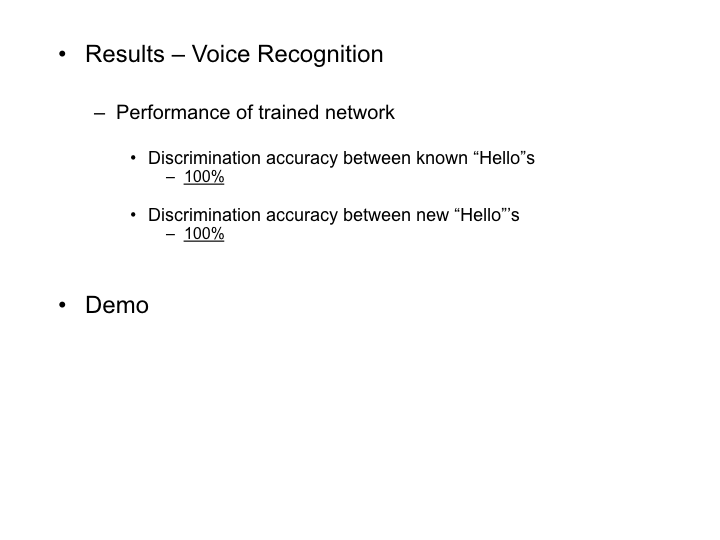 • Results – Voice Recognition
– Performance of trained network
• Discrimination accuracy between known “Hello”s
– 100%
• Discrimination accuracy between new “Hello”’s
– 100%
• Demo